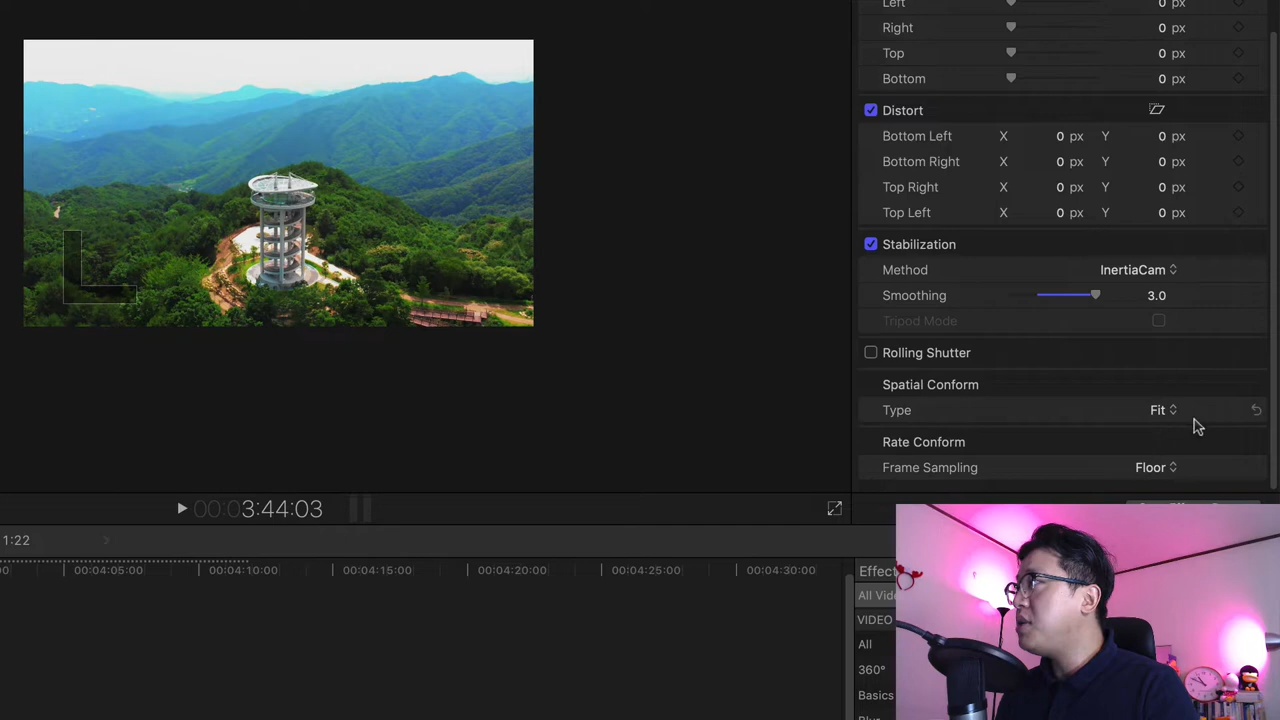 Left 0 px
Right 0 px
Top 0 px
Bottom 0 px
Distort
Bottom Left X 0 px Y 0 px
Bottom Right X 0 px Y 0 px
Top Right X 0 px Y 0 px
Top Left X 0 px Y 0 px
Stabilization
Method InertiaCam
Smoothing 3.0
Tripod Mode
Rolling Shutter
Spatial Conform
Type Fit
Rate Conform
Frame Sampling Floor
00:03:44:03
1:22
00:04:05:00 00:04:10:00 00:04:15:00 00:04:20:00 00:04:25:00 00:04:30:00
VIDEO
All
360°
Basics